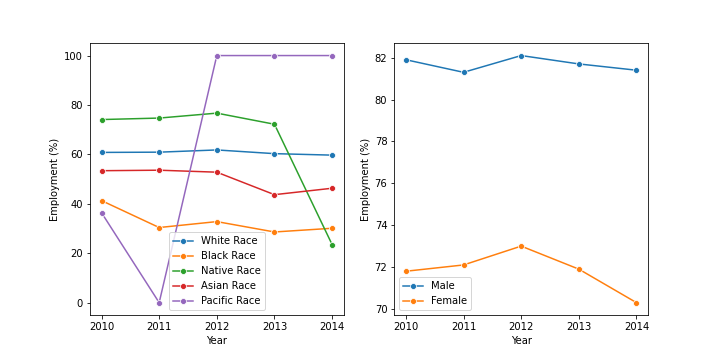 100
80
60
40
20
0
Employment (%)
2010 2011 2012 2013 2014
Year
White Race
Black Race
Native Race
Asian Race
Pacific Race
82
80
78
76
74
72
70
Employment (%)
2010 2011 2012 2013 2014
Year
Male
Female